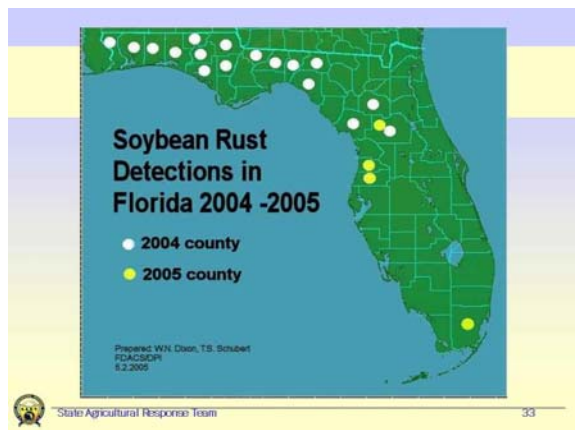 Soybean Rust
Detections in
Florida 2004 -2005
2004 county
2005 county
Prepared: W.N. Dixon, T.S. Schubert
FDACS/DPI
5.2.2005
State Agricultural Response Team
33